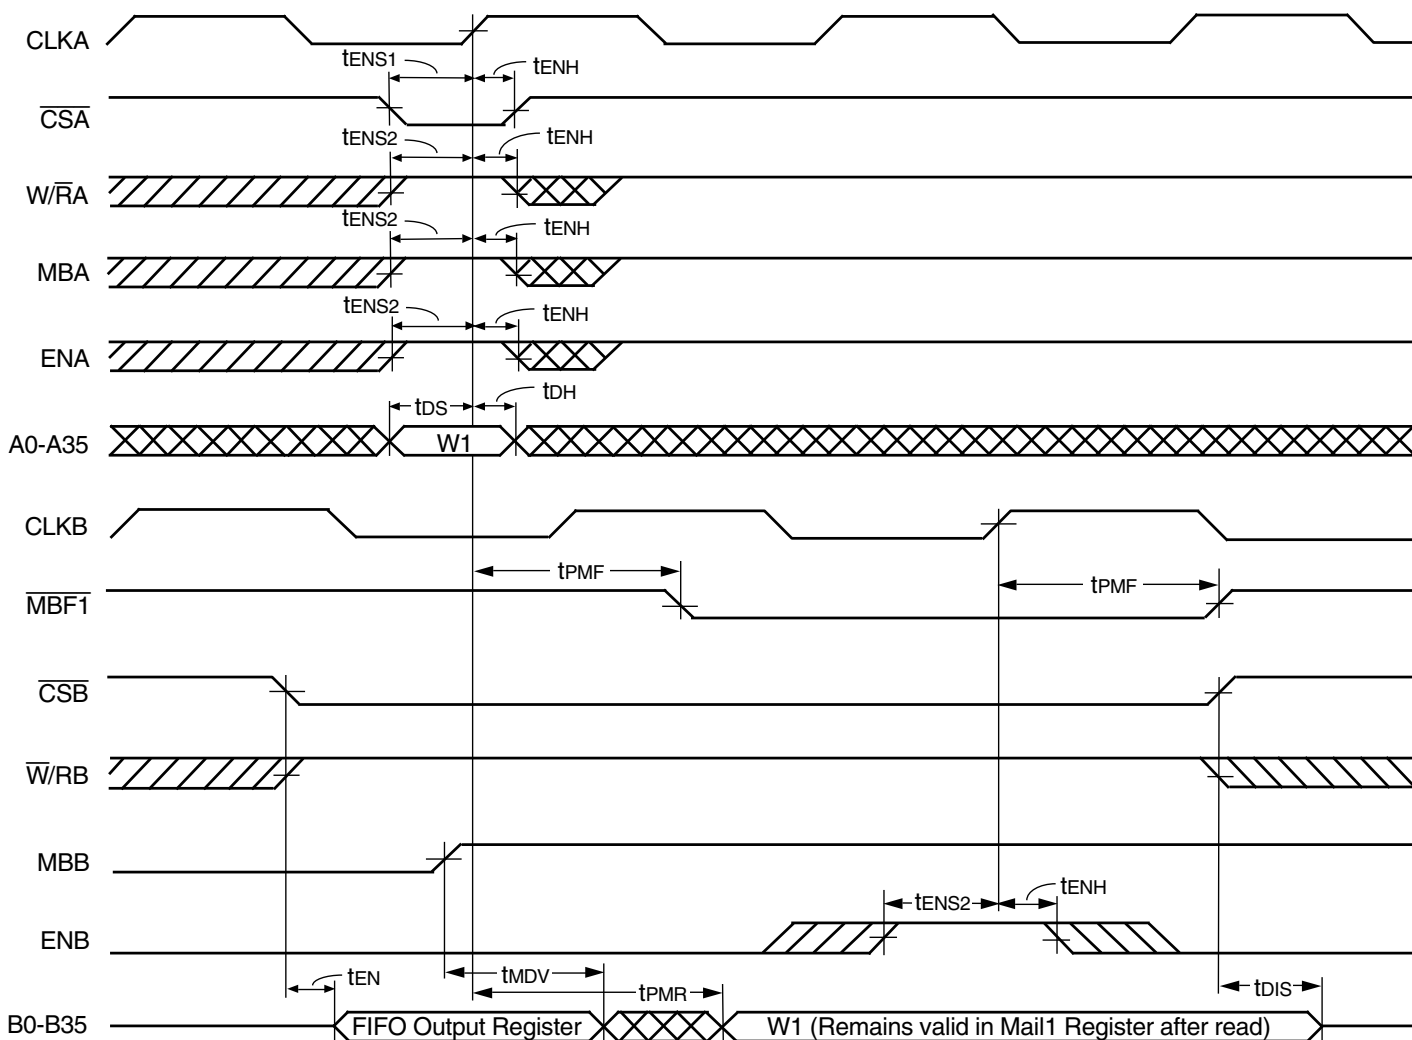 CLKA
tENS1
tENH
CSA
tENS2
tENH
W/RA
tENS2
tENH
MBA
tENS2
tENH
ENA
tDS
tDH
A0-A35
W1
CLKB
tPMF
tPMF
MBF1
CSB
W/RB
MBB
tENS2
tENH
ENB
tEN
tMDV
tPMR
tDIS
B0-B35
FIFO Output Register
W1 (Remains valid in Mail1 Register after read)